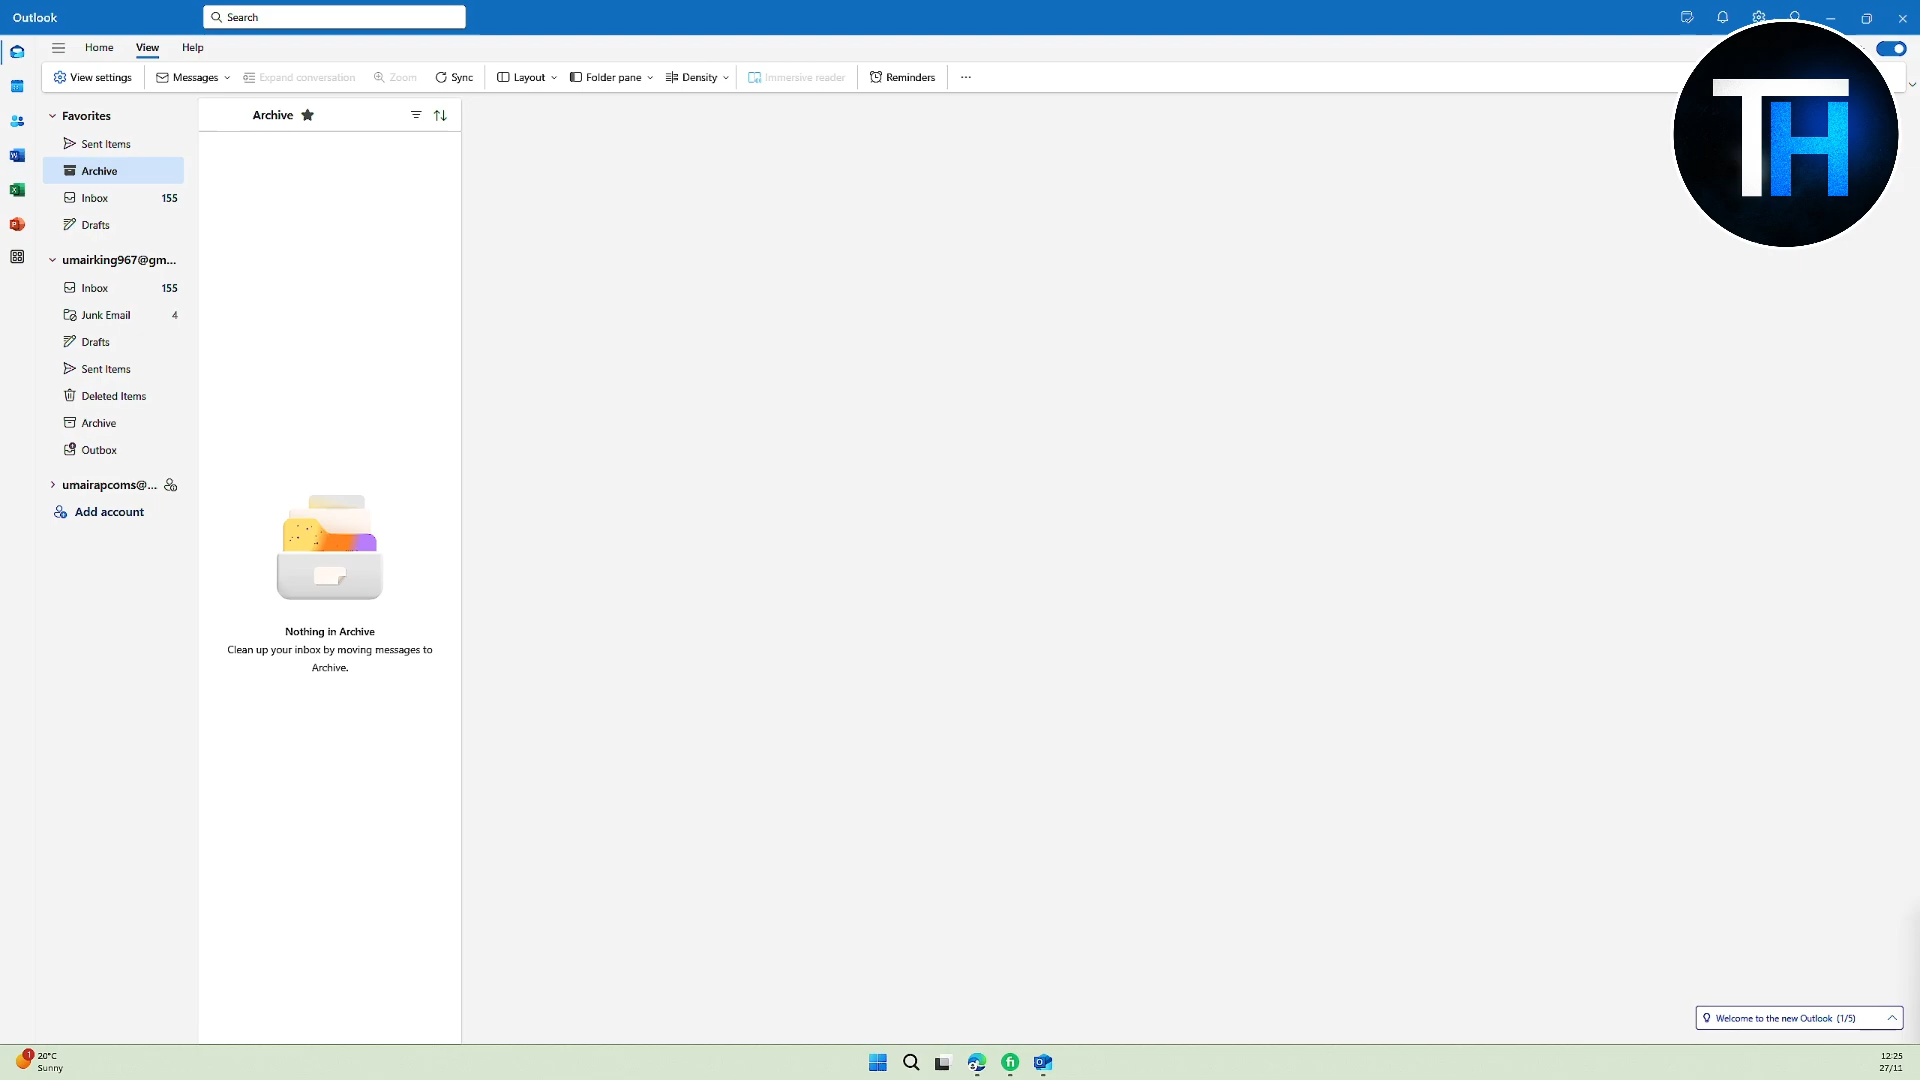 Outlook
Search
Home View Help
View settings Messages Expand conversation Zoom Sync Layout Folder pane Density Immersive reader Reminders ...
Favorites
Sent Items
Archive
Inbox 155
Drafts
umairking967@gm...
Inbox 155
Junk Email 4
Drafts
Sent Items
Deleted Items
Archive
Outbox
umairapcoms@...
Add account
Archive
Nothing in Archive
Clean up your inbox by moving messages to
Archive.
TH
Welcome to the new Outlook (1/5)
1
20°C
Sunny
12:25
27/11